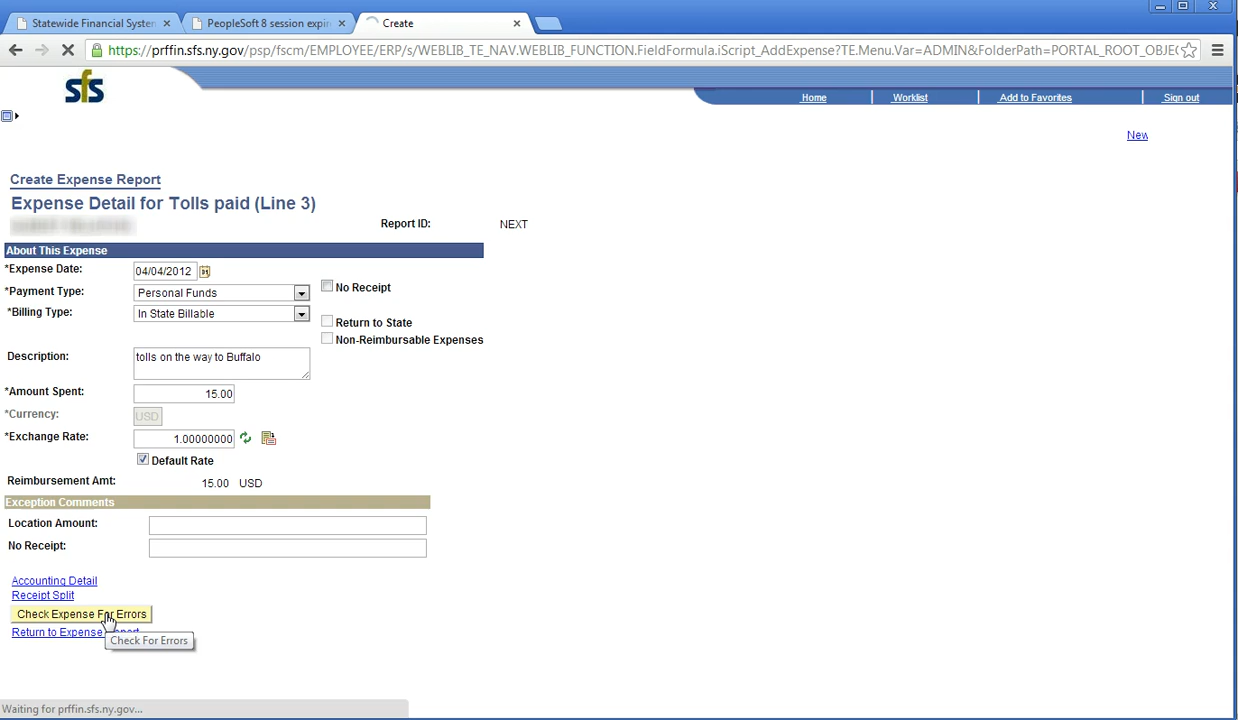 Statewide Financial System
PeopleSoft 8 session expir
Create
https://prffin.sfs.ny.gov/psp/fscm/EMPLOYEE/ERP/s/WEBLIB_TE_NAV.WEBLIB_FUNCTION.FieldFormula.iScript_AddExpense?TE.Menu.Var=ADMIN&FolderPath=PORTAL_ROOT_OBJE
sfs
Home Worklist Add to Favorites Sign out
New
Create Expense Report
Expense Detail for Tolls paid (Line 3)
Report ID: NEXT
About This Expense
*Expense Date: 04/04/2012
*Payment Type: Personal Funds
No Receipt
*Billing Type: In State Billable
Return to State
Non-Reimbursable Expenses
Description: tolls on the way to Buffalo
*Amount Spent: 15.00
*Currency: USD
*Exchange Rate: 1.00000000
Default Rate
Reimbursement Amt: 15.00 USD
Exception Comments
Location Amount:
No Receipt:
Accounting Detail
Receipt Split
Check Expense For Errors
Return to Expense Report
Check For Errors
Waiting for prffin.sfs.ny.gov...